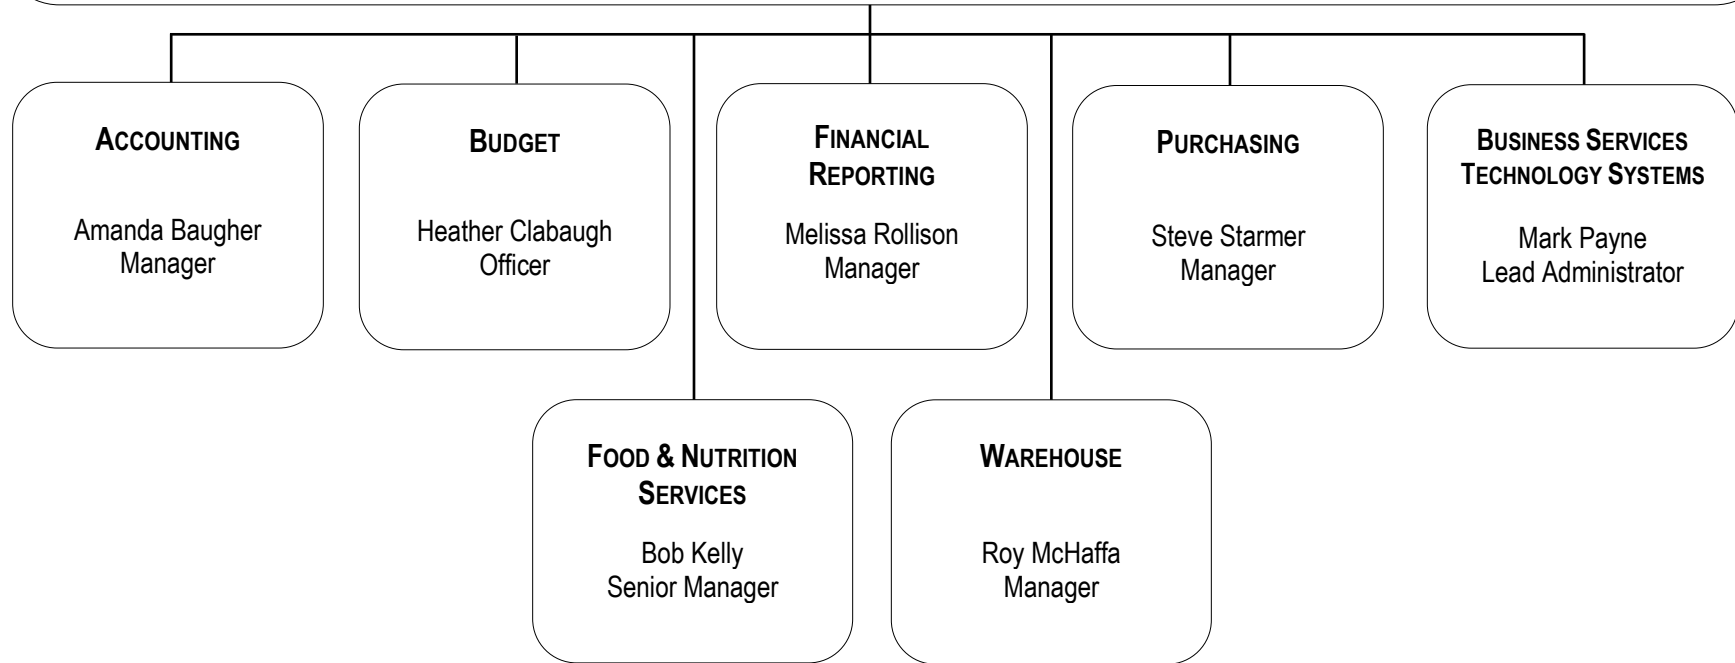 ACCOUNTING
Amanda Baugher
Manager
BUDGET
Heather Clabaugh
Officer
FINANCIAL
REPORTING
Melissa Rollison
Manager
PURCHASING
Steve Starmer
Manager
BUSINESS SERVICES
TECHNOLOGY SYSTEMS
Mark Payne
Lead Administrator
FOOD & NUTRITION
SERVICES
Bob Kelly
Senior Manager
WAREHOUSE
Roy McHaffa
Manager